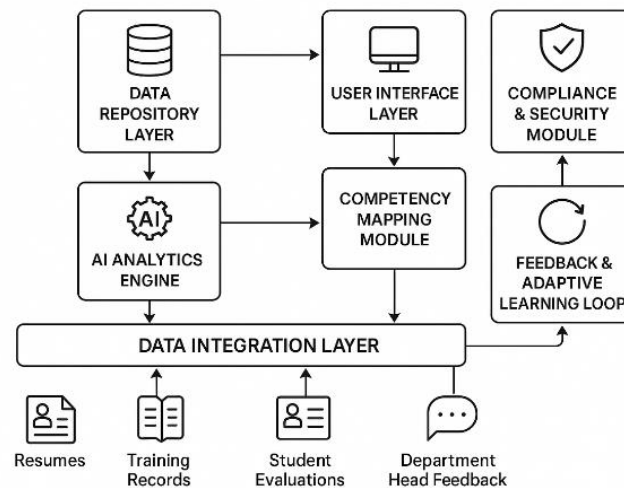 DATA
REPOSITORY
LAYER
USER INTERFACE
LAYER
COMPLIANCE
& SECURITY
MODULE
AI
AI ANALYTICS
ENGINE
COMPETENCY
MAPPING
MODULE
FEEDBACK &
ADAPTIVE
LEARNING LOOP
DATA INTEGRATION LAYER
Resumes
Training
Records
Student
Evaluations
Department
Head Feedback